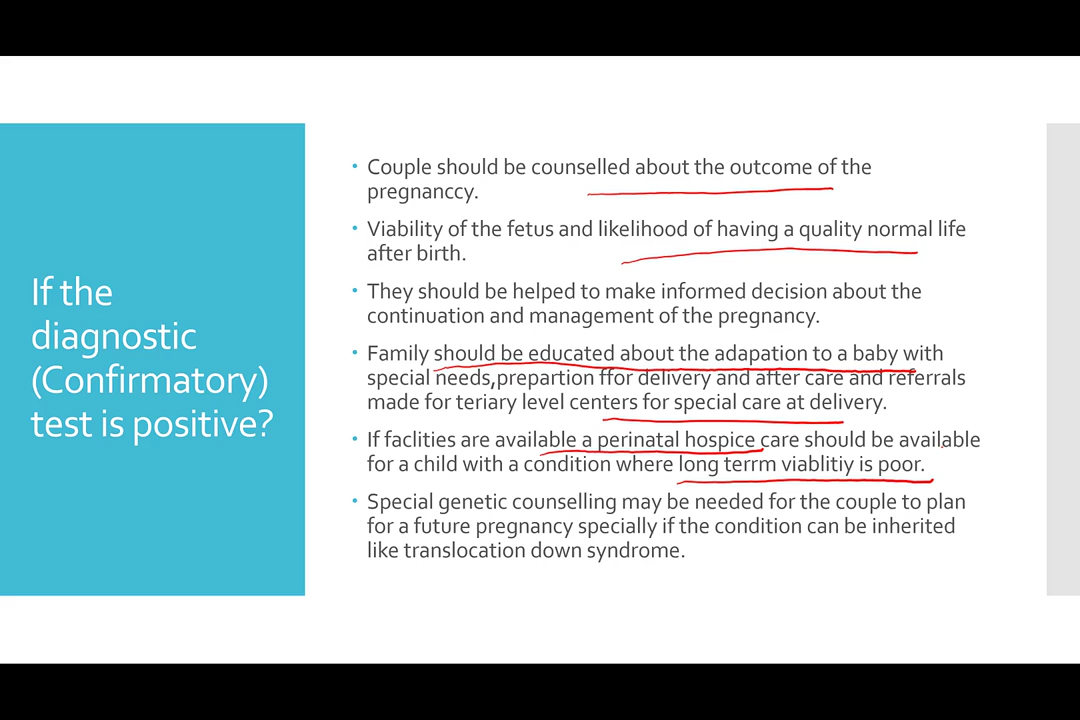 If the
diagnostic
(Confirmatory)
test is positive?
• Couple should be counselled about the outcome of the
pregnanccy.
• Viability of the fetus and likelihood of having a quality normal life
after birth.
• They should be helped to make informed decision about the
continuation and management of the pregnancy.
• Family should be educated about the adapation to a baby with
special needs,prepartion ffor delivery and after care and referrals
made for teriary level centers for special care at delivery.
• If faclities are available a perinatal hospice care should be available
for a child with a condition where long terrm viablitiy is poor.
• Special genetic counselling may be needed for the couple to plan
for a future pregnancy specially if the condition can be inherited
like translocation down syndrome.